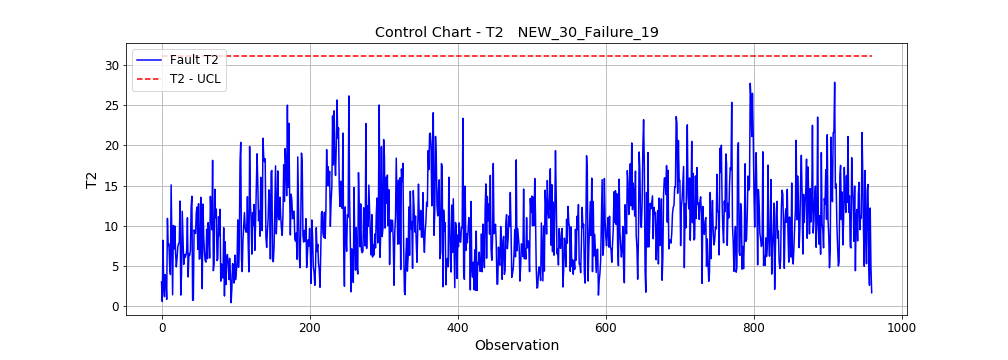 Control Chart - T2   NEW_30_Failure_19
Fault T2
T2 - UCL
T2
30
25
20
15
10
5
0
0 200 400 600 800 1000
Observation